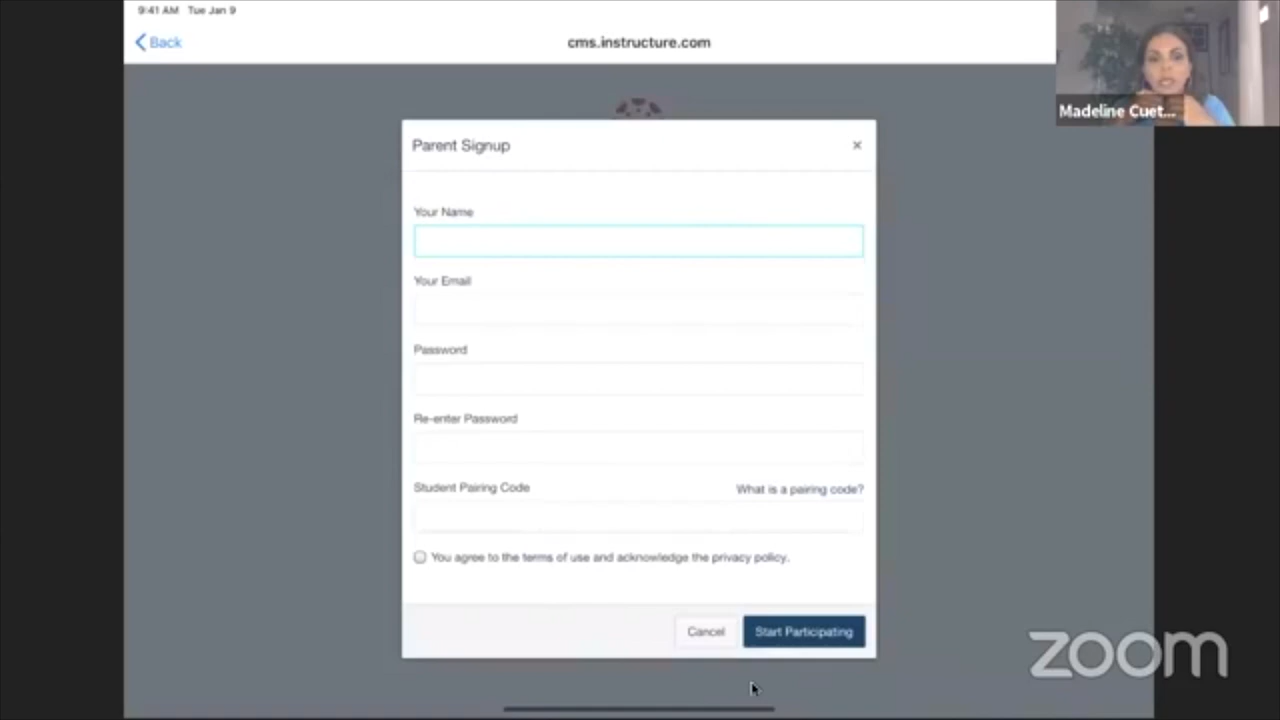 9:41 AM Tue Jan 9
Back
cms.instructure.com
Madeline Cuet...
Parent Signup
×
Your Name
Your Email
Password
Re-enter Password
Student Pairing Code
What is a pairing code?
You agree to the terms of use and acknowledge the privacy policy.
Cancel
Start Participating
zoom